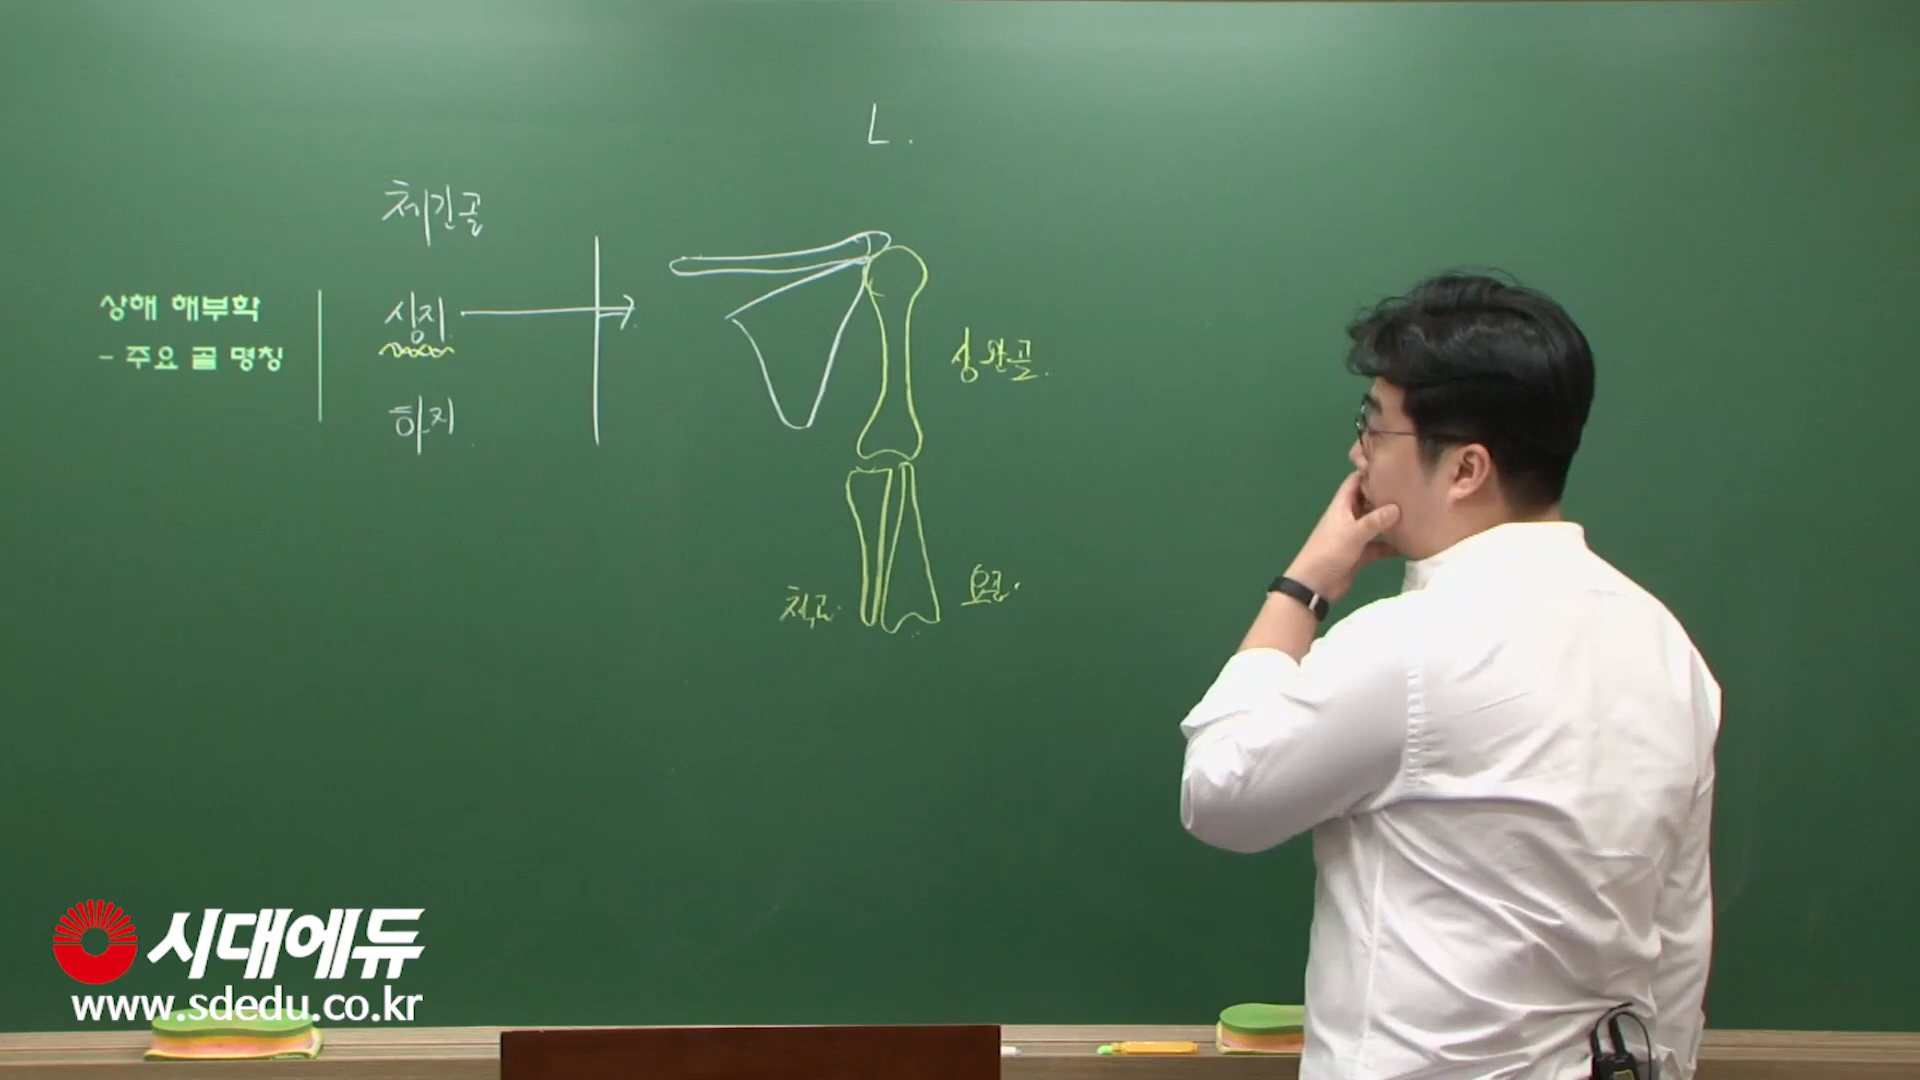 L.
체간골
상해 해부학
- 주요 골 명칭
상지
하지
상완골.
척골.
요골.
시대에듀
www.sdedu.co.kr